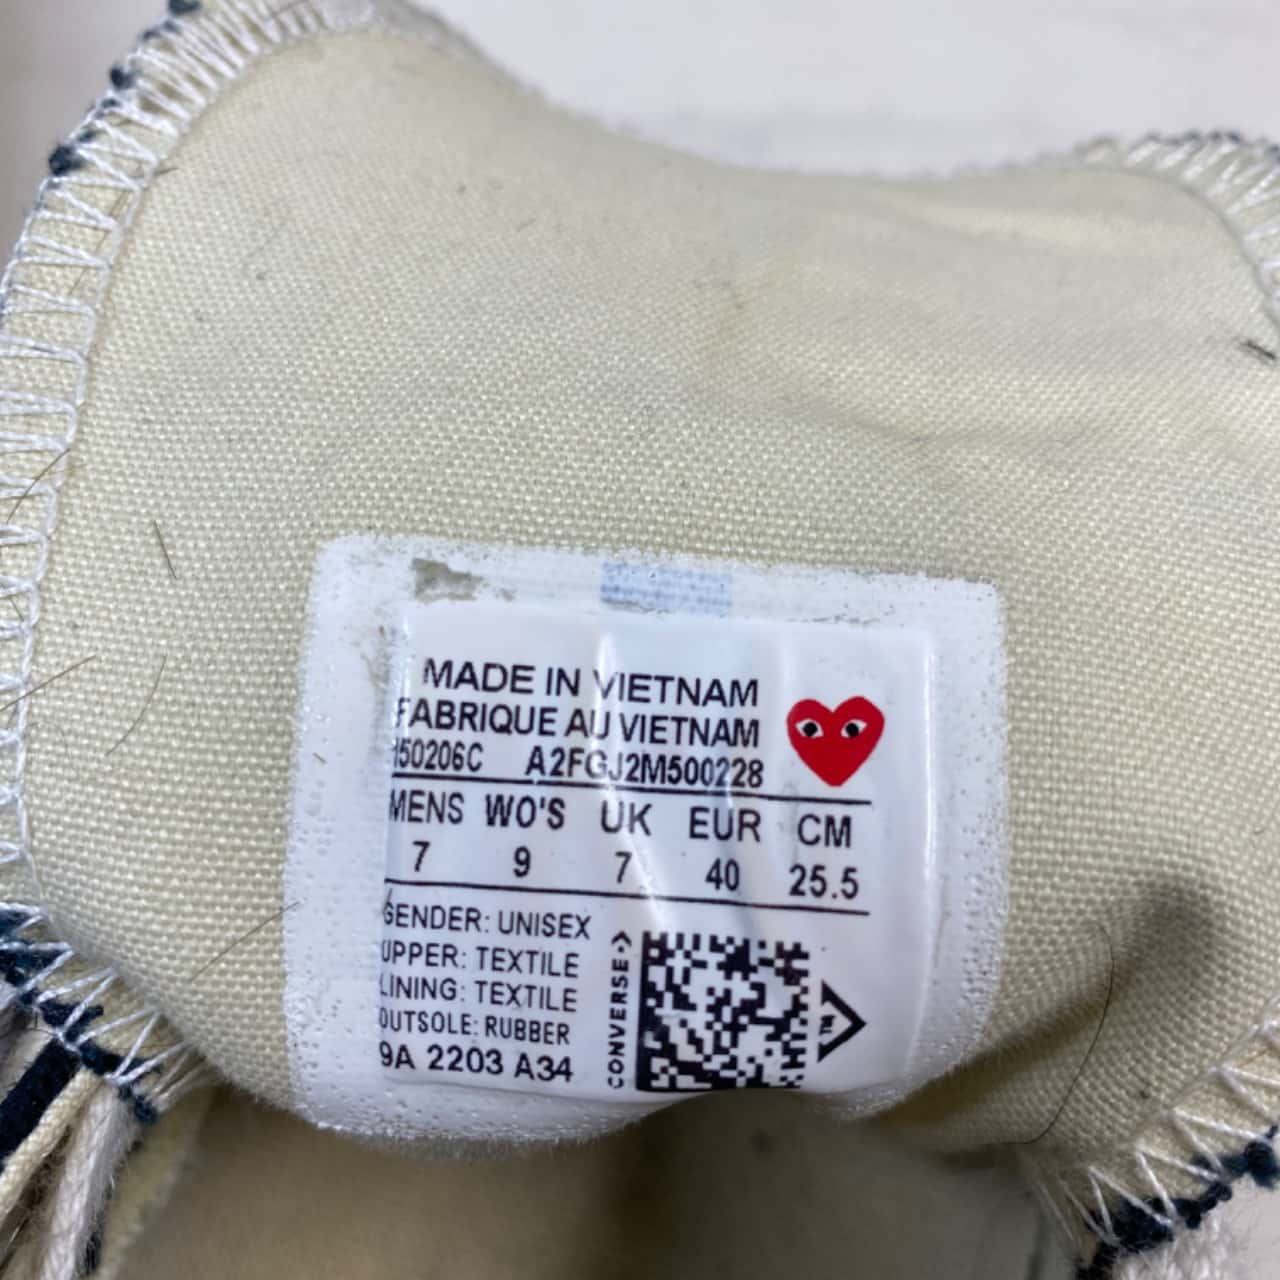 MADE IN VIETNAM
FABRIQUE AU VIETNAM
150206C A2FGJ2M500228
MENS WO'S UK EUR CM
7 9 7 40 25.5
GENDER: UNISEX
UPPER: TEXTILE
LINING: TEXTILE
OUTSOLE: RUBBER
9A 2203 A34
CONVERSE
TM